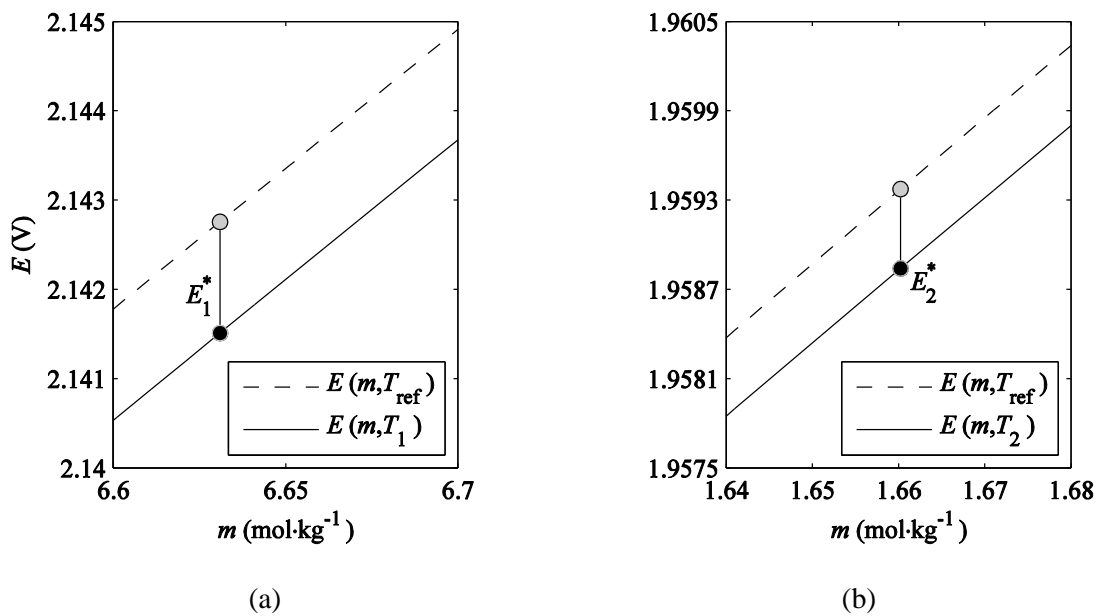 2.145
2.144
2.143
2.142
2.141
2.14
E (V)
E₁*
E (m,T_ref)
E (m,T₁)
6.6
6.65
6.7
m (mol·kg⁻¹)
(a)
1.9605
1.9599
1.9593
1.9587
1.9581
1.9575
E₂*
E (m,T_ref)
E (m,T₂)
1.64
1.65
1.66
1.67
1.68
m (mol·kg⁻¹)
(b)